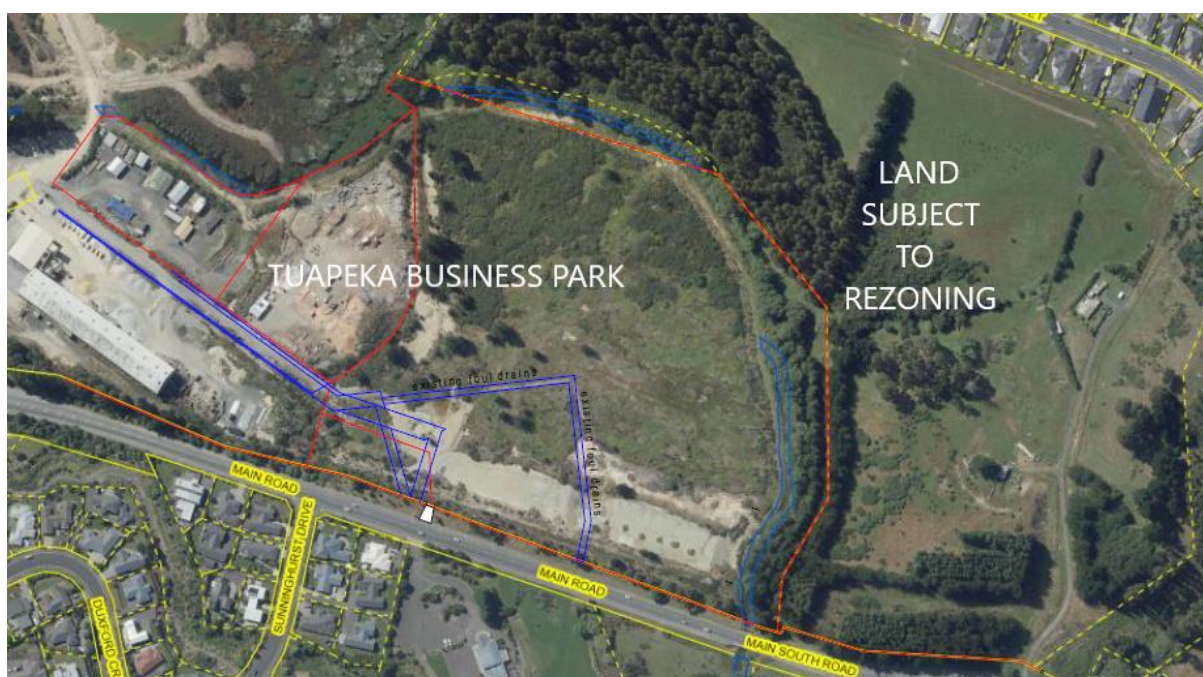 LAND
SUBJECT
TO
REZONING
TUAPEKA BUSINESS PARK
existing foul drains
existing foul drains
MAIN ROAD
SUNNINGHURST DRIVE
MAIN ROAD
DUXFORD CR
MAIN SOUTH ROAD